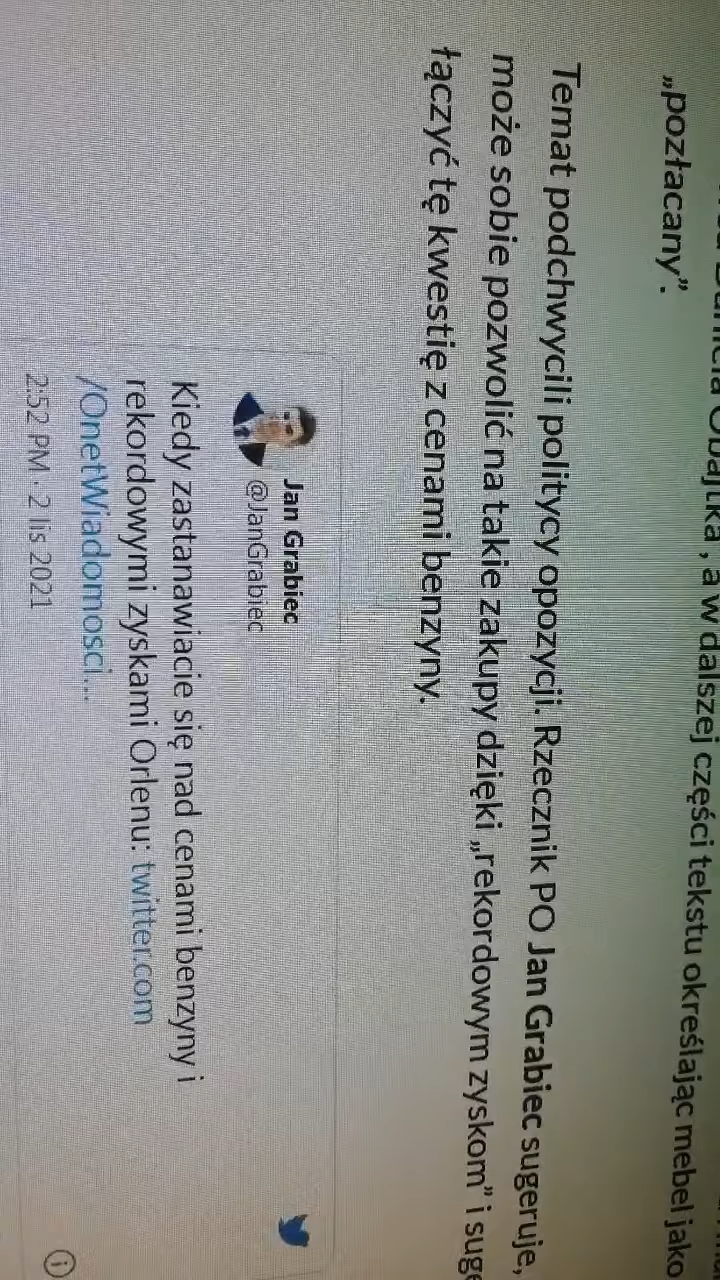 Obajtka, a w dalszej części tekstu określając mebel jako
„pozłacany”.
Temat podchwycili politycy opozycji. Rzecznik PO Jan Grabiec sugeruje,
może sobie pozwolić na takie zakupy dzięki „rekordowym zyskom” i suge
łączyć tę kwestię z cenami benzyny.
Jan Grabiec
@JanGrabiec
Kiedy zastanawiacie się nad cenami benzyny i
rekordowymi zyskami Orlenu: twitter.com
/OnetWiadomosci...
2:52 PM · 2 lis 2021